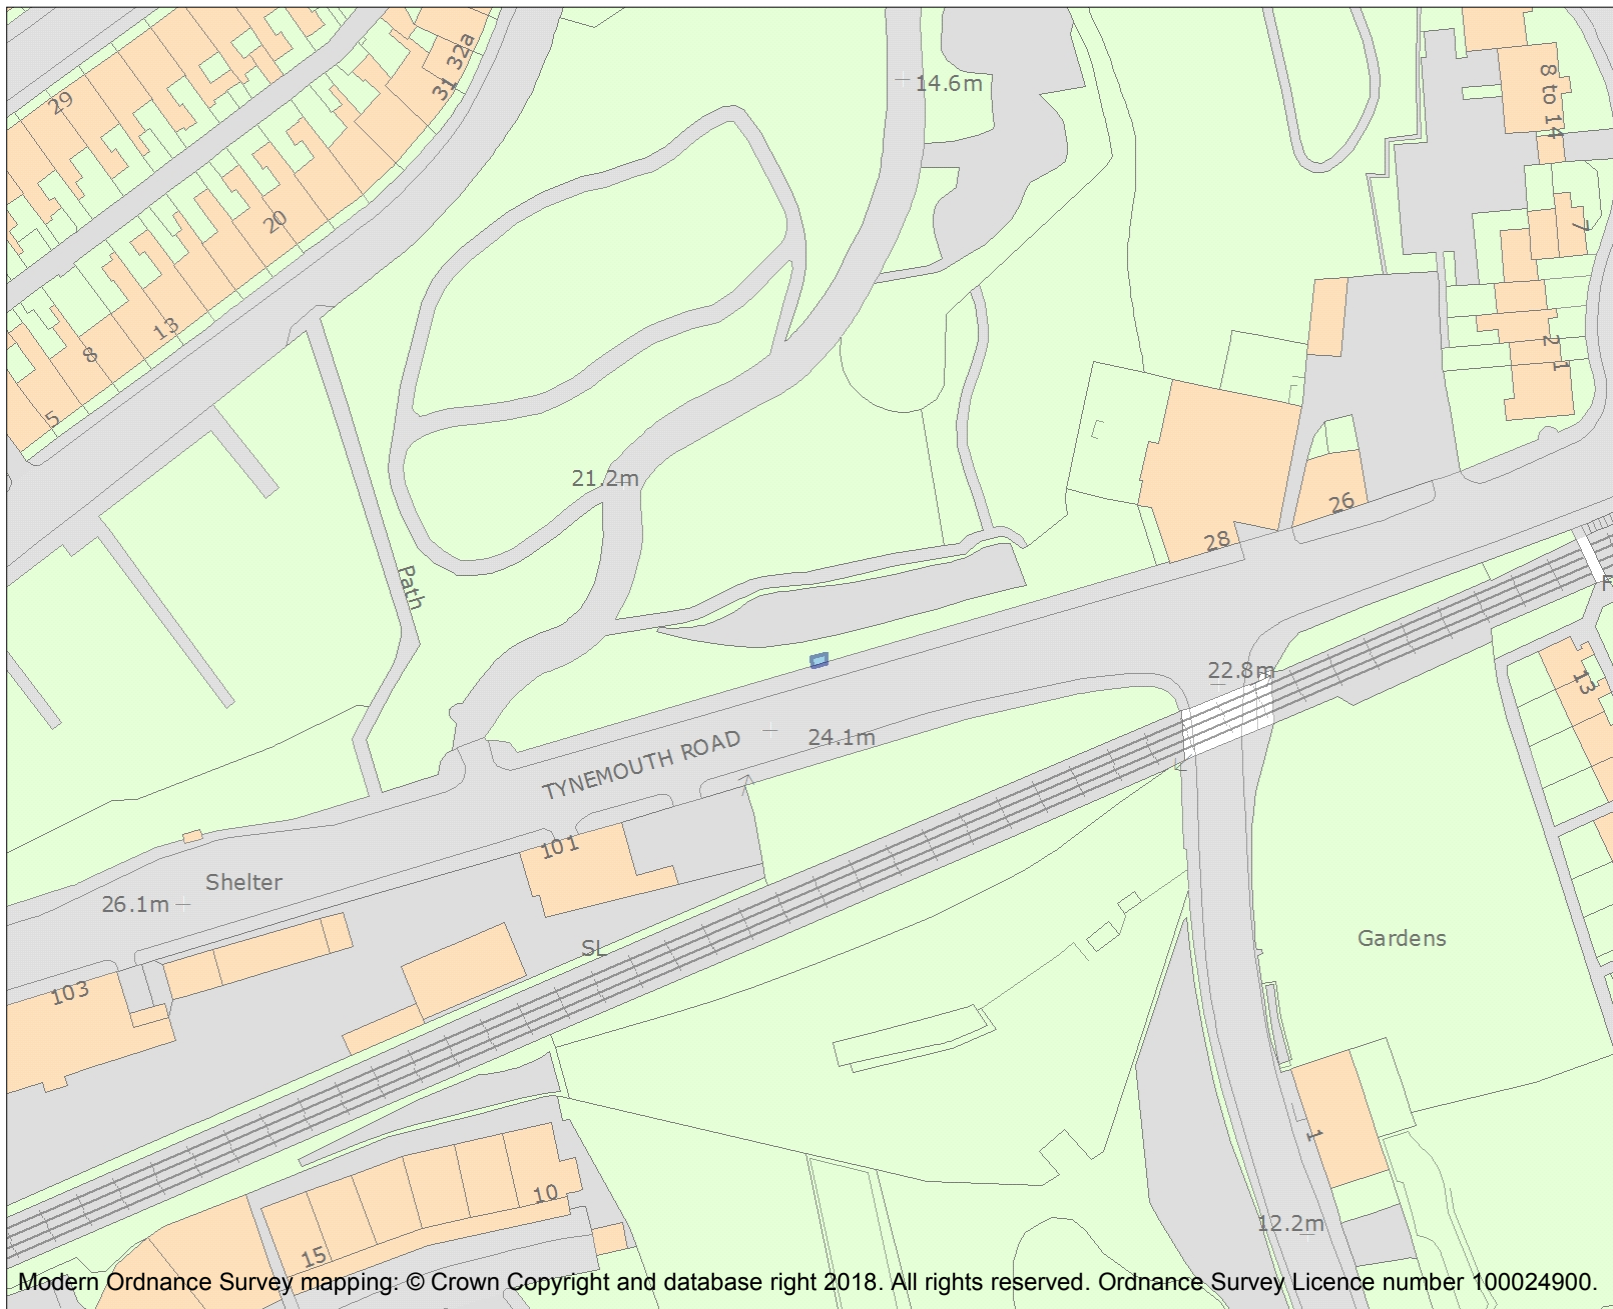 32a
31
29
14.6m
8 to 14
20
7
13
8
2
1
5
21.2m
26
28
Path
F
22.8m
13
TYNEMOUTH ROAD
24.1m
101
Shelter
26.1m
SL
Gardens
103
1
10
12.2m
15
Modern Ordnance Survey mapping: © Crown Copyright and database right 2018. All rights reserved. Ordnance Survey Licence number 100024900.